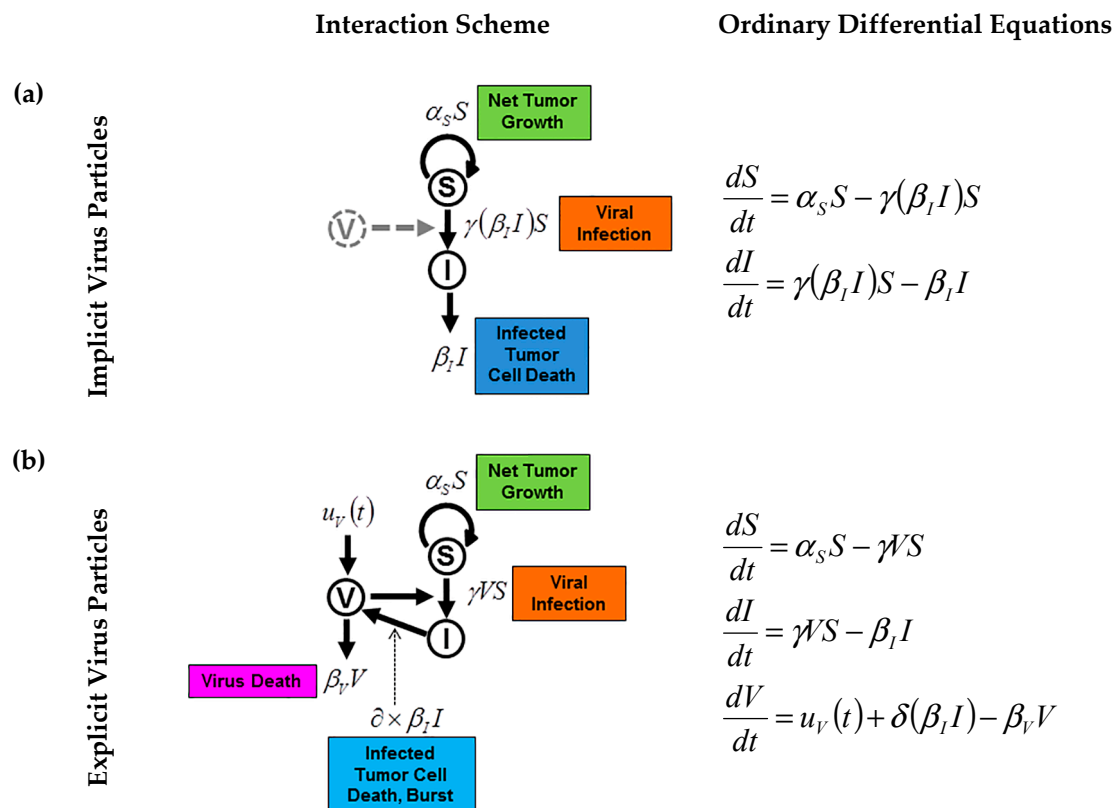 Interaction Scheme
Ordinary Differential Equations
(a)
Implicit Virus Particles
α_S S
Net Tumor
Growth
S
V
γ(β_I I)S
Viral
Infection
I
β_I I
Infected
Tumor
Cell Death
dS/dt = α_S S − γ(β_I I)S
dI/dt = γ(β_I I)S − β_I I
(b)
Explicit Virus Particles
α_S S
Net Tumor
Growth
u_V(t)
S
V
γVS
Viral
Infection
I
Virus Death
β_V V
∂ × β_I I
Infected
Tumor Cell
Death, Burst
dS/dt = α_S S − γVS
dI/dt = γVS − β_I I
dV/dt = u_V(t) + δ(β_I I) − β_V V